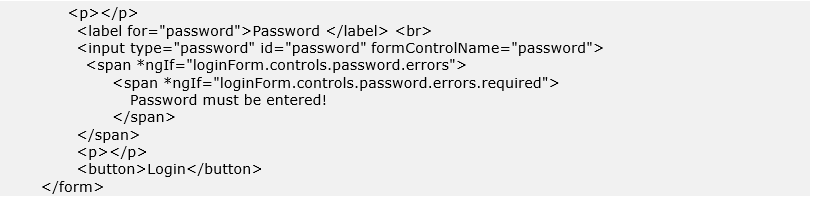 <p></p>
<label for="password">Password </label> <br>
<input type="password" id="password" formControlName="password">
<span *ngIf="loginForm.controls.password.errors">
<span *ngIf="loginForm.controls.password.errors.required">
Password must be entered!
</span>
</span>
<p></p>
<button>Login</button>
</form>